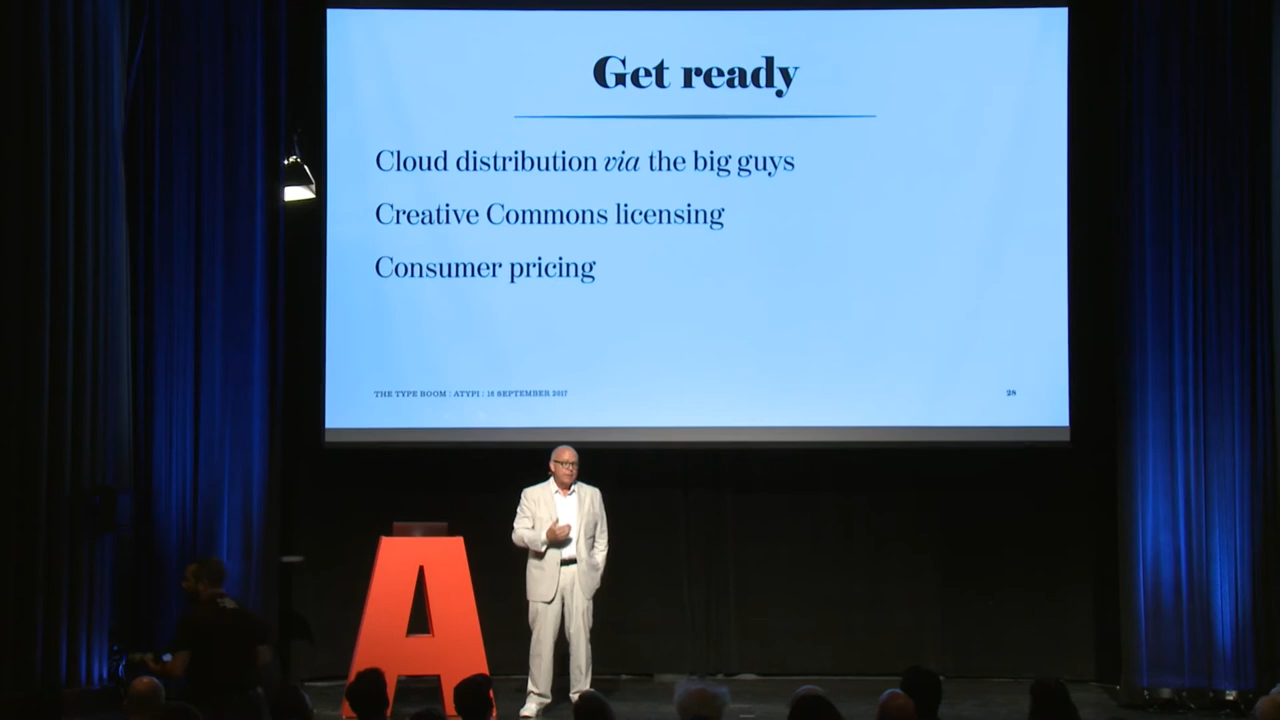 Get ready
Cloud distribution via the big guys
Creative Commons licensing
Consumer pricing
THE TYPE BOOM : ATYPI : 16 SEPTEMBER 2017
28
A